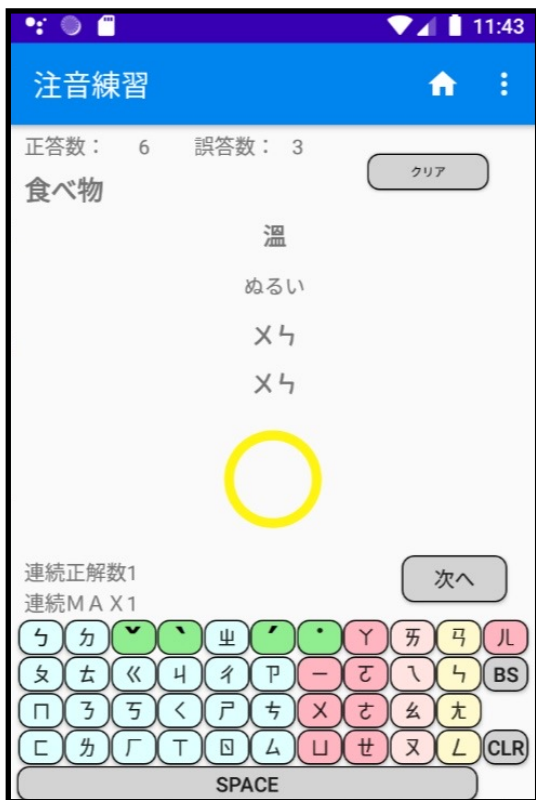 11:43
注音練習
正答数： 6 誤答数： 3
クリア
食べ物
溫
ぬるい
ㄨㄣ
ㄨㄣ
連続正解数1
次へ
連続ＭＡＸ1
ㄅ ㄉ ˇ ˋ ㄓ ˊ ˙ ㄚ ㄞ ㄢ ㄦ
ㄆ ㄊ ㄍ ㄐ ㄔ ㄗ ㄧ ㄛ ㄟ ㄣ BS
ㄇ ㄋ ㄎ ㄑ ㄕ ㄘ ㄨ ㄜ ㄠ ㄤ
ㄈ ㄌ ㄏ ㄒ ㄖ ㄙ ㄩ ㄝ ㄡ ㄥ CLR
SPACE